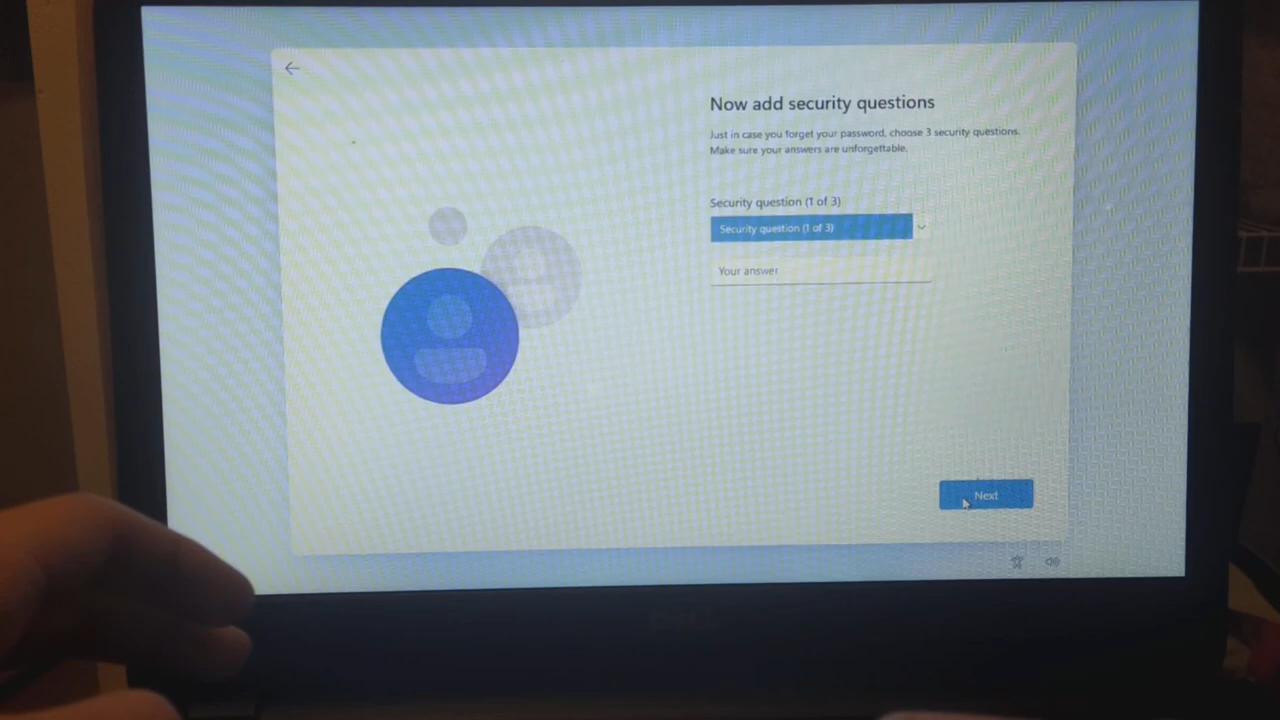 Now add security questions
Just in case you forget your password, choose 3 security questions.
Make sure your answers are unforgettable.
Security question (1 of 3)
Security question (1 of 3)
Your answer
Next
DELL